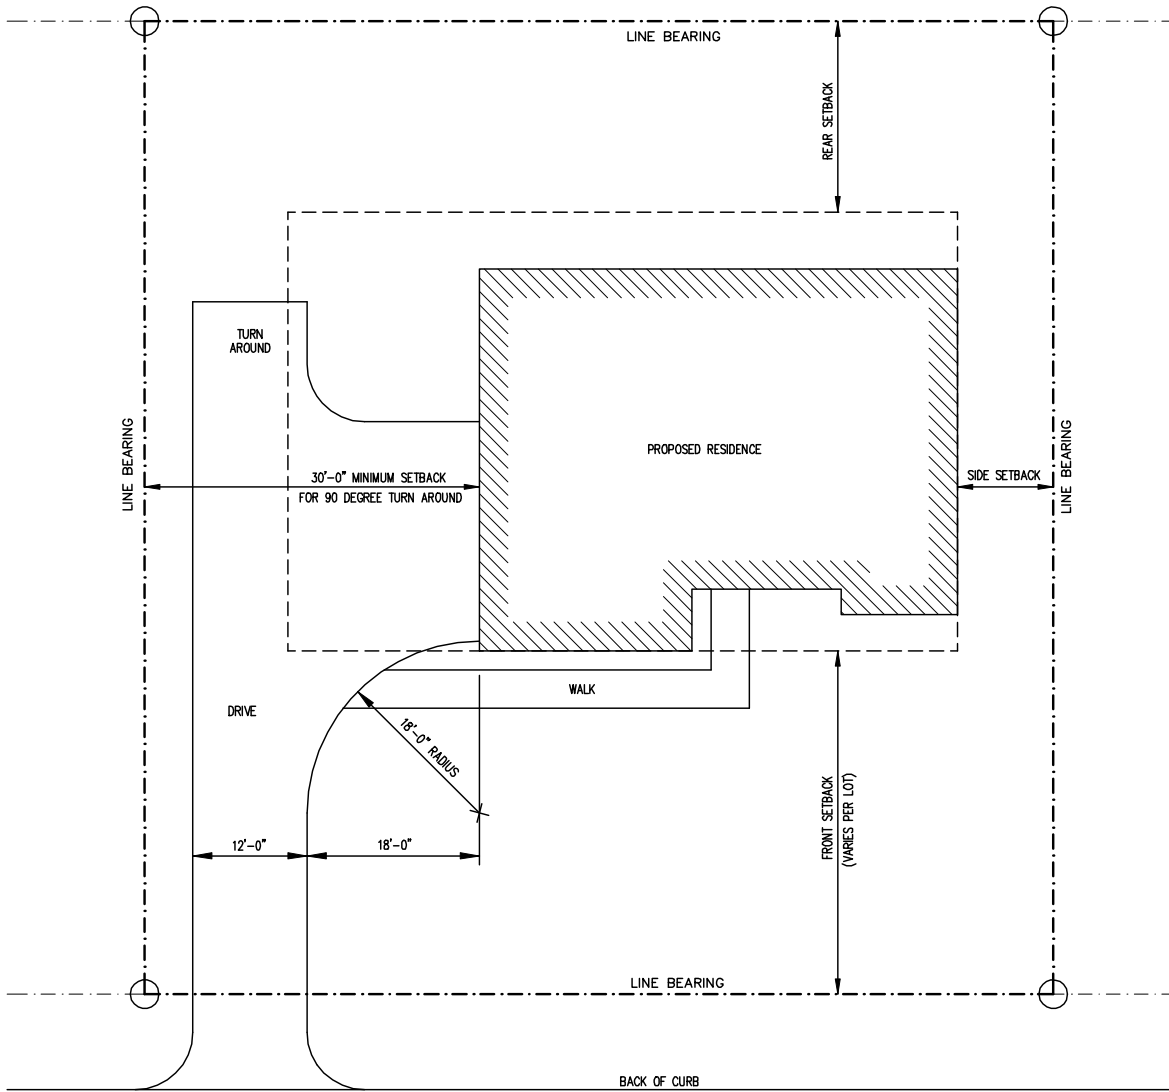 LINE BEARING
REAR SETBACK
TURN
AROUND
LINE BEARING
PROPOSED RESIDENCE
30'-0" MINIMUM SETBACK
FOR 90 DEGREE TURN AROUND
SIDE SETBACK
LINE BEARING
WALK
DRIVE
18'-0" RADIUS
12'-0"
18'-0"
FRONT SETBACK
(VARIES PER LOT)
LINE BEARING
BACK OF CURB